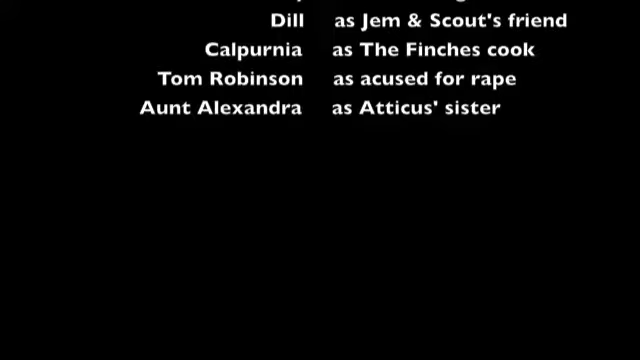 Dill as Jem & Scout's friend
Calpurnia as The Finches cook
Tom Robinson as acused for rape
Aunt Alexandra as Atticus' sister